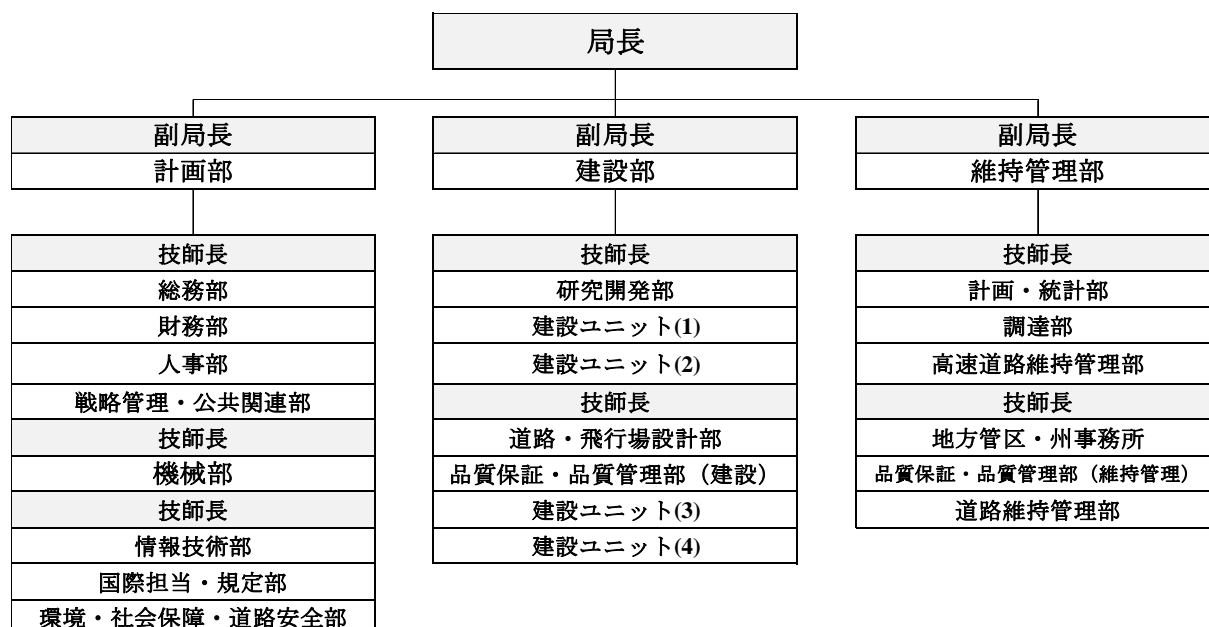 局長
副局長
計画部
技師長
総務部
財務部
人事部
戦略管理・公共関連部
技師長
機械部
技師長
情報技術部
国際担当・規定部
環境・社会保障・道路安全部
副局長
建設部
技師長
研究開発部
建設ユニット(1)
建設ユニット(2)
技師長
道路・飛行場設計部
品質保証・品質管理部（建設）
建設ユニット(3)
建設ユニット(4)
副局長
維持管理部
技師長
計画・統計部
調達部
高速道路維持管理部
技師長
地方管区・州事務所
品質保証・品質管理部（維持管理）
道路維持管理部